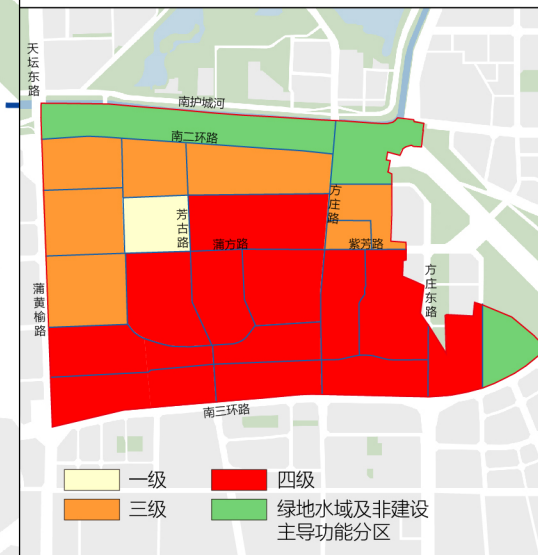 天坛东路
南护城河
南二环路
方庄路
芳古路
蒲方路
紫芳路
方庄东路
蒲黄榆路
南三环路
一级
四级
三级
绿地水域及非建设
主导功能分区